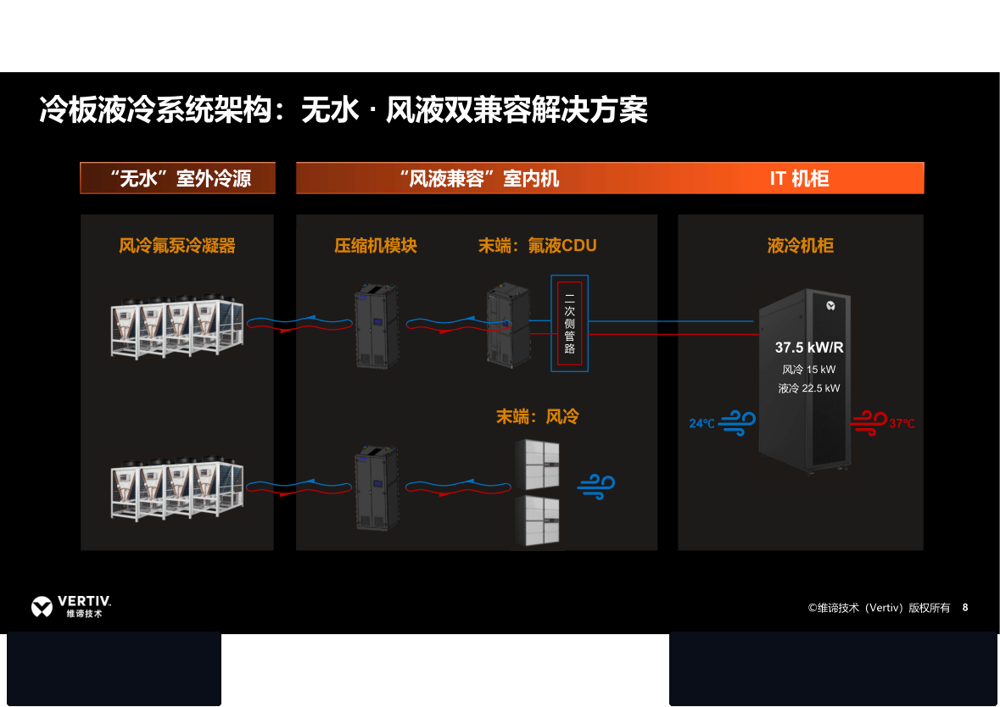 冷板液冷系统架构：无水 · 风液双兼容解决方案
“无水”室外冷源
“风液兼容”室内机
IT 机柜
风冷氟泵冷凝器
压缩机模块
末端：氟液CDU
液冷机柜
二次侧管路
37.5 kW/R
风冷 15 kW
液冷 22.5 kW
末端：风冷
24℃
37℃
VERTIV™
维谛技术
©维谛技术（Vertiv）版权所有
8